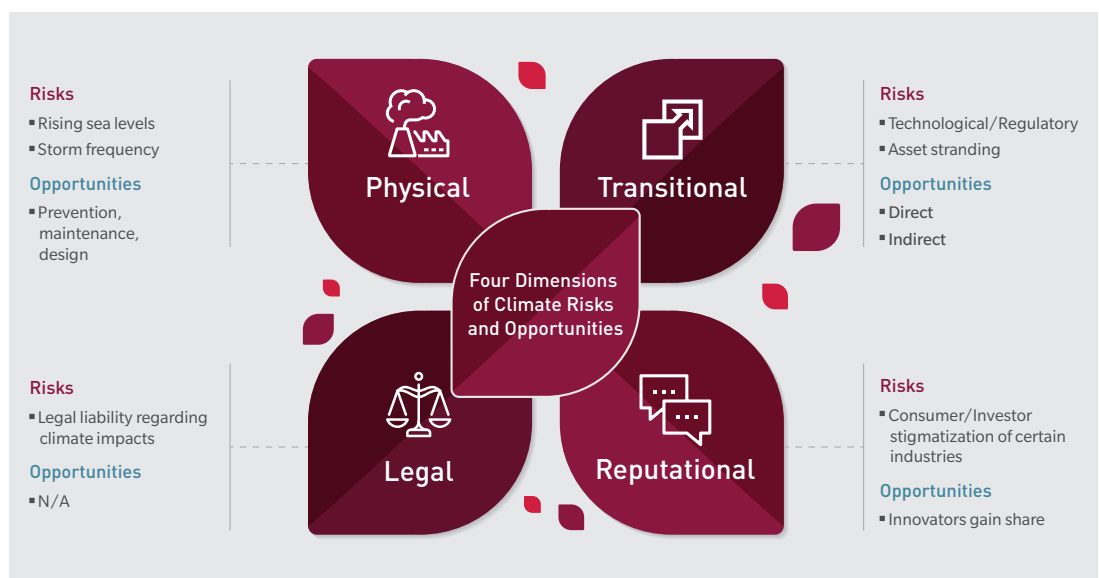 Risks
▪ Rising sea levels
▪ Storm frequency
Opportunities
▪ Prevention,
maintenance,
design
Physical
Transitional
Risks
▪ Technological/Regulatory
▪ Asset stranding
Opportunities
▪ Direct
▪ Indirect
Four Dimensions
of Climate Risks
and Opportunities
Risks
▪ Legal liability regarding
climate impacts
Opportunities
▪ N/A
Legal
Reputational
Risks
▪ Consumer/Investor
stigmatization of certain
industries
Opportunities
▪ Innovators gain share